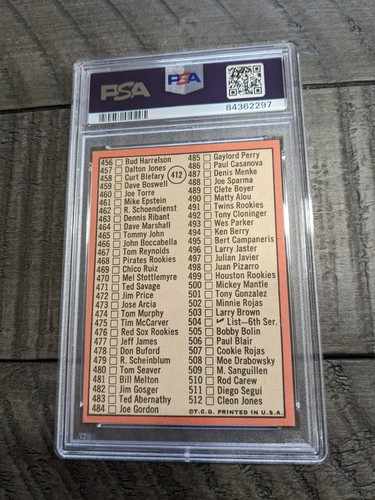 PSA
PSA
84362297
456 Bud Harrelson
457 Dalton Jones
458 Curt Blefary
459 Dave Boswell
460 Joe Torre
461 Mike Epstein
462 R. Schoendienst
463 Dennis Ribant
464 Dave Marshall
465 Tommy John
466 John Boccabella
467 Tom Reynolds
468 Pirates Rookies
469 Chico Ruiz
470 Mel Stottlemyre
471 Ted Savage
472 Jim Price
473 Jose Arcia
474 Tom Murphy
475 Tim McCarver
476 Red Sox Rookies
477 Jeff James
478 Don Buford
479 R. Scheinblum
480 Tom Seaver
481 Bill Melton
482 Jim Gosger
483 Ted Abernathy
484 Joe Gordon
412
485 Gaylord Perry
486 Paul Casanova
487 Denis Menke
488 Joe Sparma
489 Clete Boyer
490 Matty Alou
491 Twins Rookies
492 Tony Cloninger
493 Wes Parker
494 Ken Berry
495 Bert Campaneris
496 Larry Jaster
497 Julian Javier
498 Juan Pizarro
499 Houston Rookies
500 Mickey Mantle
501 Tony Gonzalez
502 Minnie Rojas
503 Larry Brown
504 ✓ List—6th Ser.
505 Bobby Bolin
506 Paul Blair
507 Cookie Rojas
508 Moe Drabowsky
509 M. Sanguillen
510 Rod Carew
511 Diego Segui
512 Cleon Jones
©T.C.G. PRINTED IN U.S.A.